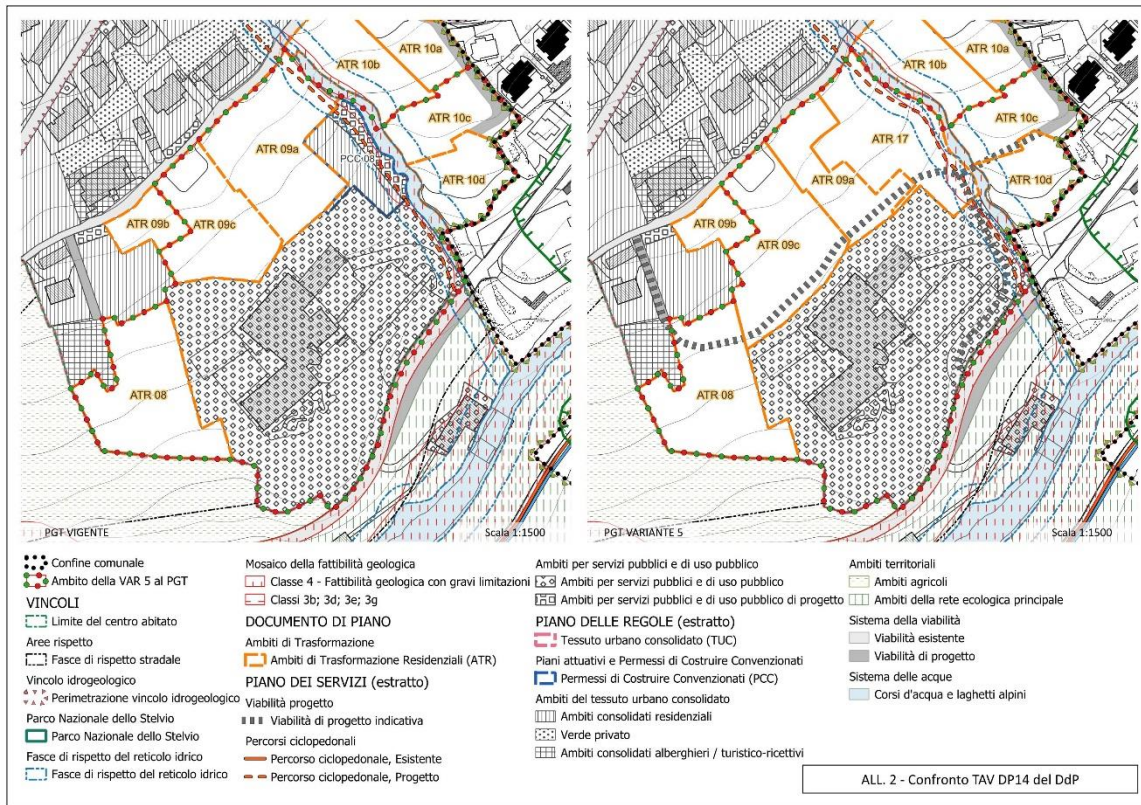 ATR 10a
ATR 10b
ATR 10c
ATR 09a
PCC 08
ATR 10d
ATR 09b
ATR 09c
ATR 08
PGT VIGENTE
Scala 1:1500
ATR 10a
ATR 10b
ATR 10c
ATR 17
ATR 10d
ATR 09a
ATR 09b
ATR 09c
ATR 08
PGT VARIANTE 5
Scala 1:1500
Confine comunale
Ambito della VAR 5 al PGT
VINCOLI
Limite del centro abitato
Aree rispetto
Fasce di rispetto stradale
Vincolo idrogeologico
Perimetrazione vincolo idrogeologico
Parco Nazionale dello Stelvio
Parco Nazionale dello Stelvio
Fasce di rispetto del reticolo idrico
Fasce di rispetto del reticolo idrico
Mosaico della fattibilità geologica
Classe 4 - Fattibilità geologica con gravi limitazioni
Classi 3b; 3d; 3e; 3g
DOCUMENTO DI PIANO
Ambiti di Trasformazione
Ambiti di Trasformazione Residenziali (ATR)
PIANO DEI SERVIZI (estratto)
Viabilità progetto
Viabilità di progetto indicativa
Percorsi ciclopedonali
Percorso ciclopedonale, Esistente
Percorso ciclopedonale, Progetto
Ambiti per servizi pubblici e di uso pubblico
Ambiti per servizi pubblici e di uso pubblico
Ambiti per servizi pubblici e di uso pubblico di progetto
PIANO DELLE REGOLE (estratto)
Tessuto urbano consolidato (TUC)
Piani attuativi e Permessi di Costruire Convenzionati
Permessi di Costruire Convenzionati (PCC)
Ambiti del tessuto urbano consolidato
Ambiti consolidati residenziali
Verde privato
Ambiti consolidati alberghieri / turistico-ricettivi
Ambiti territoriali
Ambiti agricoli
Ambiti della rete ecologica principale
Sistema della viabilità
Viabilità esistente
Viabilità di progetto
Sistema delle acque
Corsi d'acqua e laghetti alpini
ALL. 2 - Confronto TAV DP14 del DdP